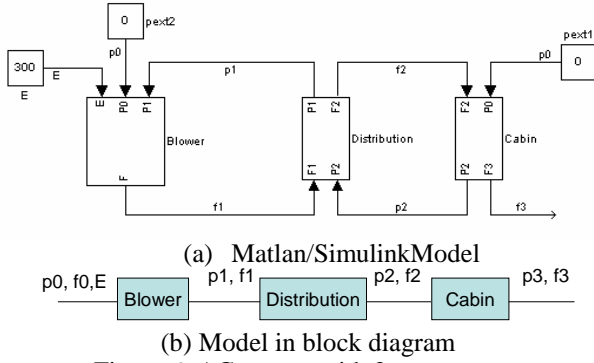 0
pext2
p0
300
E
E
p1
f2
p0
pext1
0
E
P0
P1
Blower
F
P1
F2
Distribution
F1
P2
F2
P0
Cabin
P2
F3
f1
p2
f3
(a) Matlan/SimulinkModel
p0, f0,E
Blower
p1, f1
Distribution
p2, f2
Cabin
p3, f3
(b) Model in block diagram